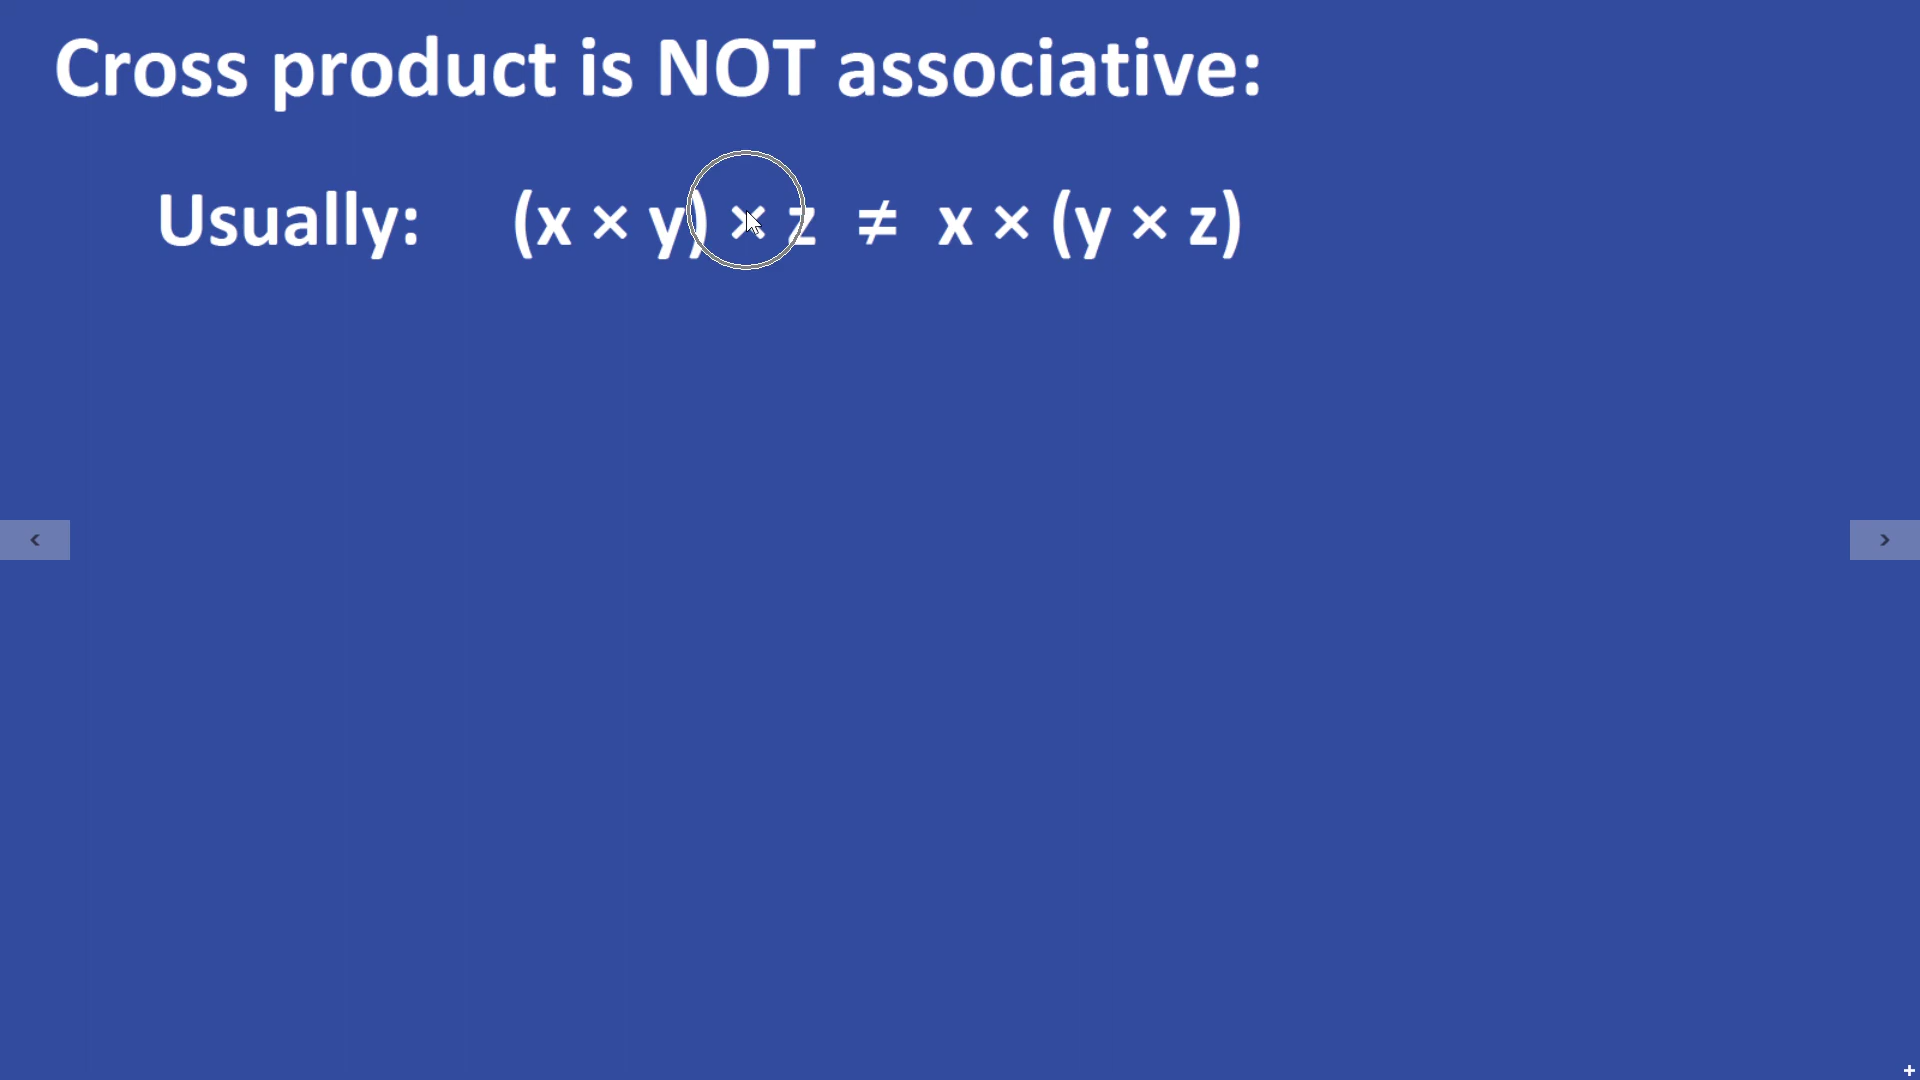 Cross product is NOT associative:
Usually: (x × y) × z ≠ x × (y × z)